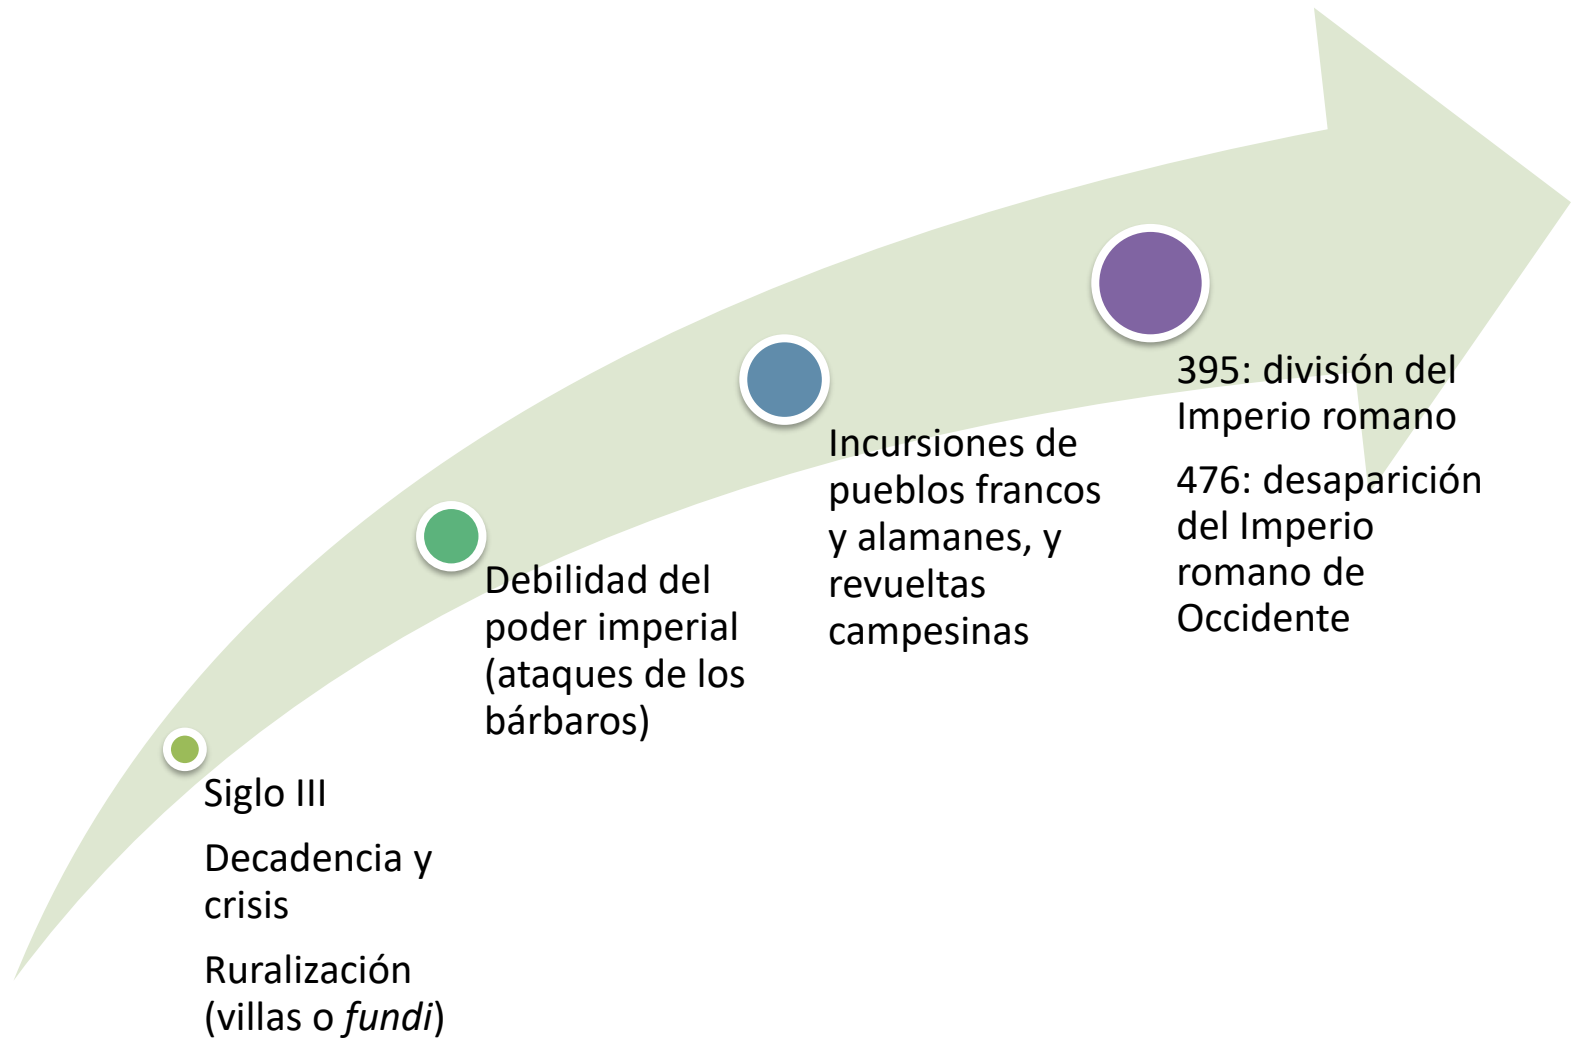 Siglo III
Decadencia y
crisis
Ruralización
(villas o fundi)
Debilidad del
poder imperial
(ataques de los
bárbaros)
Incursiones de
pueblos francos
y alamanes, y
revueltas
campesinas
395: división del
Imperio romano
476: desaparición
del Imperio
romano de
Occidente